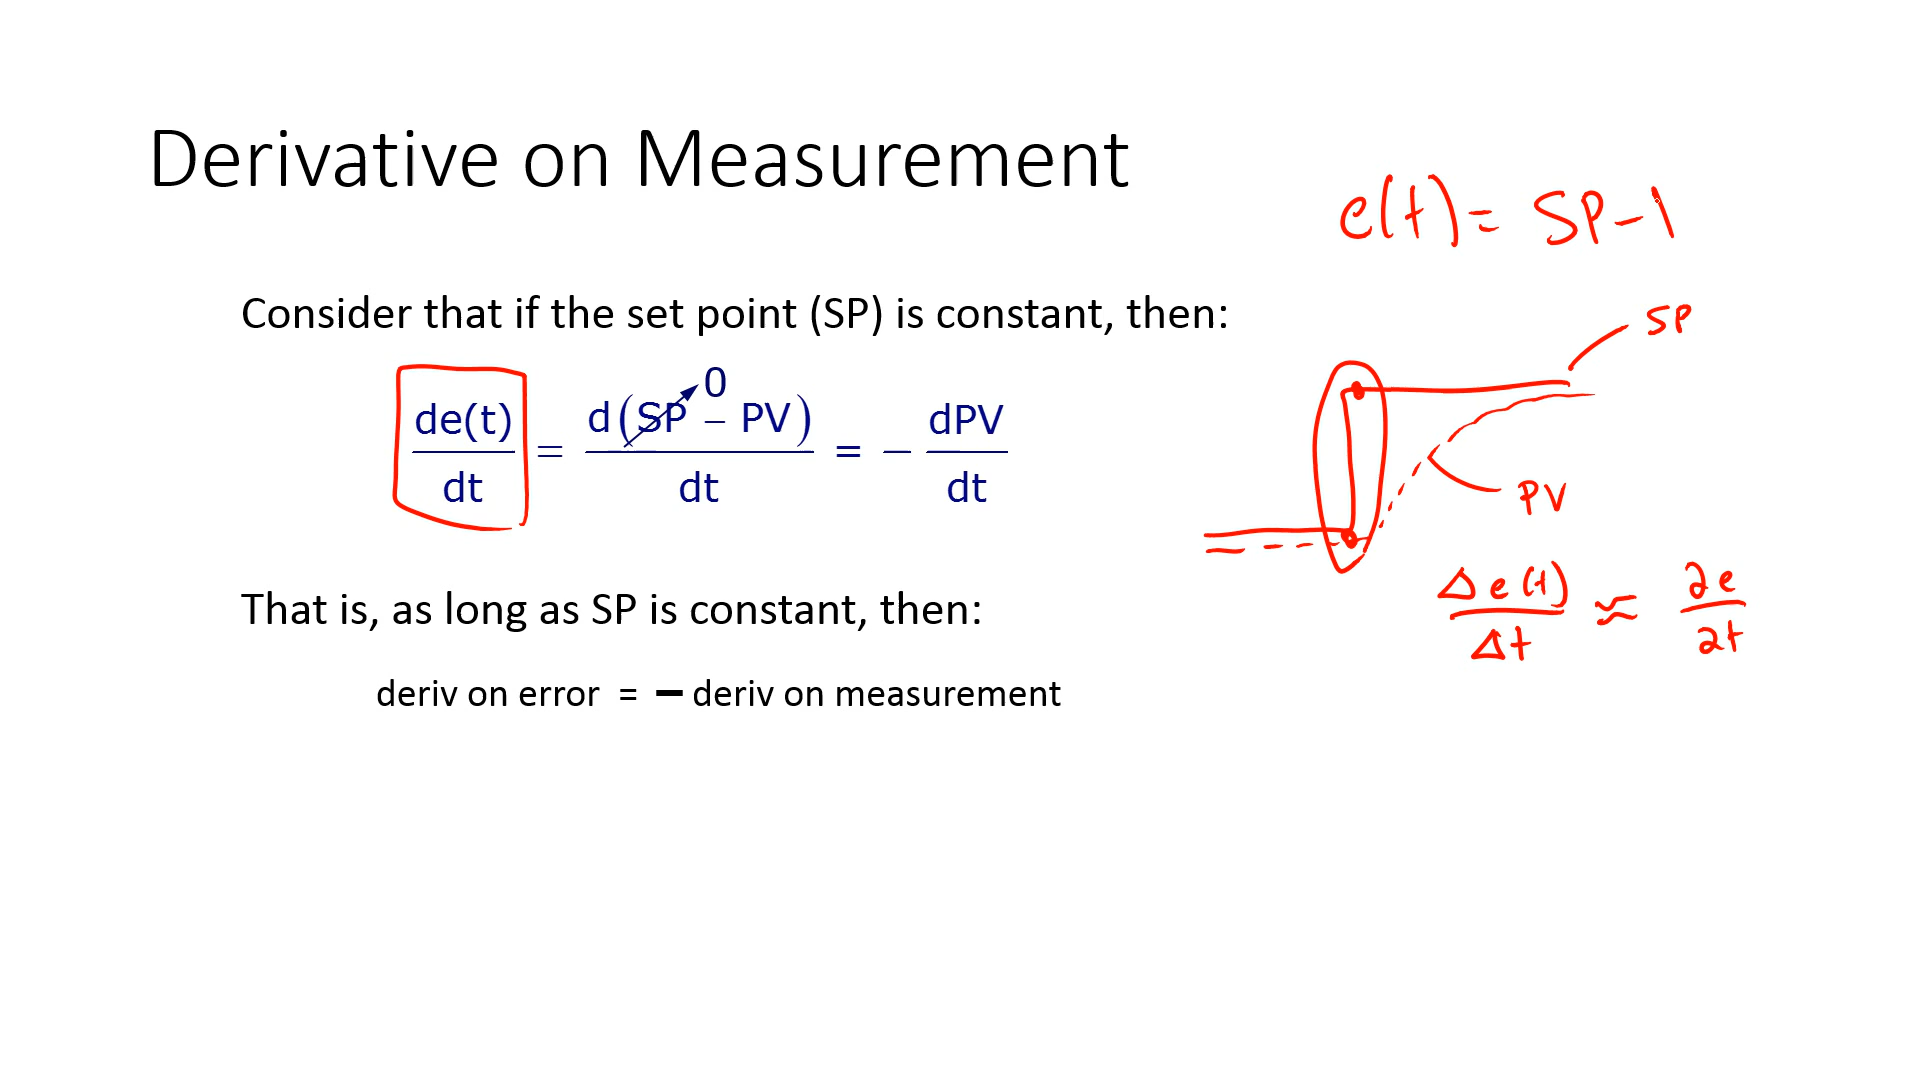 Derivative on Measurement
e(t) = SP - 1
Consider that if the set point (SP) is constant, then:
SP
de(t)/dt = d(SP - PV)/dt = - dPV/dt
0
PV
Δe(t)/Δt ≈ ∂e/∂t
That is, as long as SP is constant, then:
deriv on error = − deriv on measurement